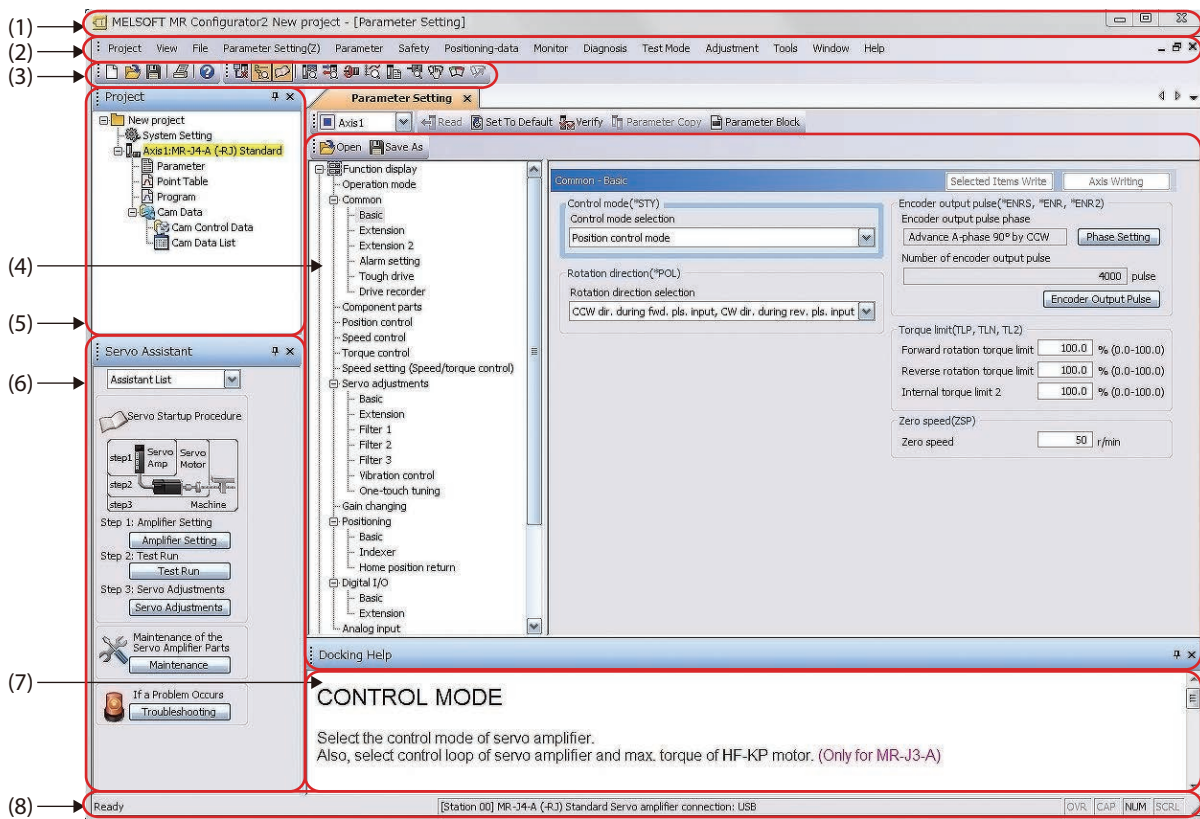 (1)
MELSOFT MR Configurator2 New project - [Parameter Setting]
(2)
Project View File Parameter Setting(Z) Parameter Safety Positioning-data Monitor Diagnosis Test Mode Adjustment Tools Window Help
(3)
Project
Parameter Setting
Axis1 Read Set To Default Verify Parameter Copy Parameter Block
Open Save As
New project
System Setting
Axis1:MR-J4-A (-RJ) Standard
Parameter
Point Table
Program
Cam Data
Cam Control Data
Cam Data List
(4)
(5)
Function display
Operation mode
Common
Basic
Extension
Extension 2
Alarm setting
Tough drive
Drive recorder
Component parts
Position control
Speed control
Torque control
Speed setting (Speed/torque control)
Servo adjustments
Basic
Extension
Filter 1
Filter 2
Filter 3
Vibration control
One-touch tuning
Gain changing
Positioning
Basic
Indexer
Home position return
Digital I/O
Basic
Extension
Analog input
Common - Basic
Selected Items Write
Axis Writing
Control mode(*STY)
Control mode selection
Position control mode
Rotation direction(*POL)
Rotation direction selection
CCW dir. during fwd. pls. input, CW dir. during rev. pls. input
Encoder output pulse(*ENRS, *ENR, *ENR2)
Encoder output pulse phase
Advance A-phase 90° by CCW
Phase Setting
Number of encoder output pulse
4000 pulse
Encoder Output Pulse
Torque limit(TLP, TLN, TL2)
Forward rotation torque limit 100.0 % (0.0-100.0)
Reverse rotation torque limit 100.0 % (0.0-100.0)
Internal torque limit 2 100.0 % (0.0-100.0)
Zero speed(ZSP)
Zero speed 50 r/min
Servo Assistant
(6)
Assistant List
Servo Startup Procedure
step1 Servo Amp Servo Motor
step2
step3 Machine
Step 1: Amplifier Setting
Amplifier Setting
Step 2: Test Run
Test Run
Step 3: Servo Adjustments
Servo Adjustments
Maintenance of the
Servo Amplifier Parts
Maintenance
If a Problem Occurs
Troubleshooting
Docking Help
(7)
CONTROL MODE
Select the control mode of servo amplifier.
Also, select control loop of servo amplifier and max. torque of HF-KP motor. (Only for MR-J3-A)
(8)
Ready
[Station 00] MR-J4-A (-RJ) Standard Servo amplifier connection: USB
OVR CAP NUM SCRL